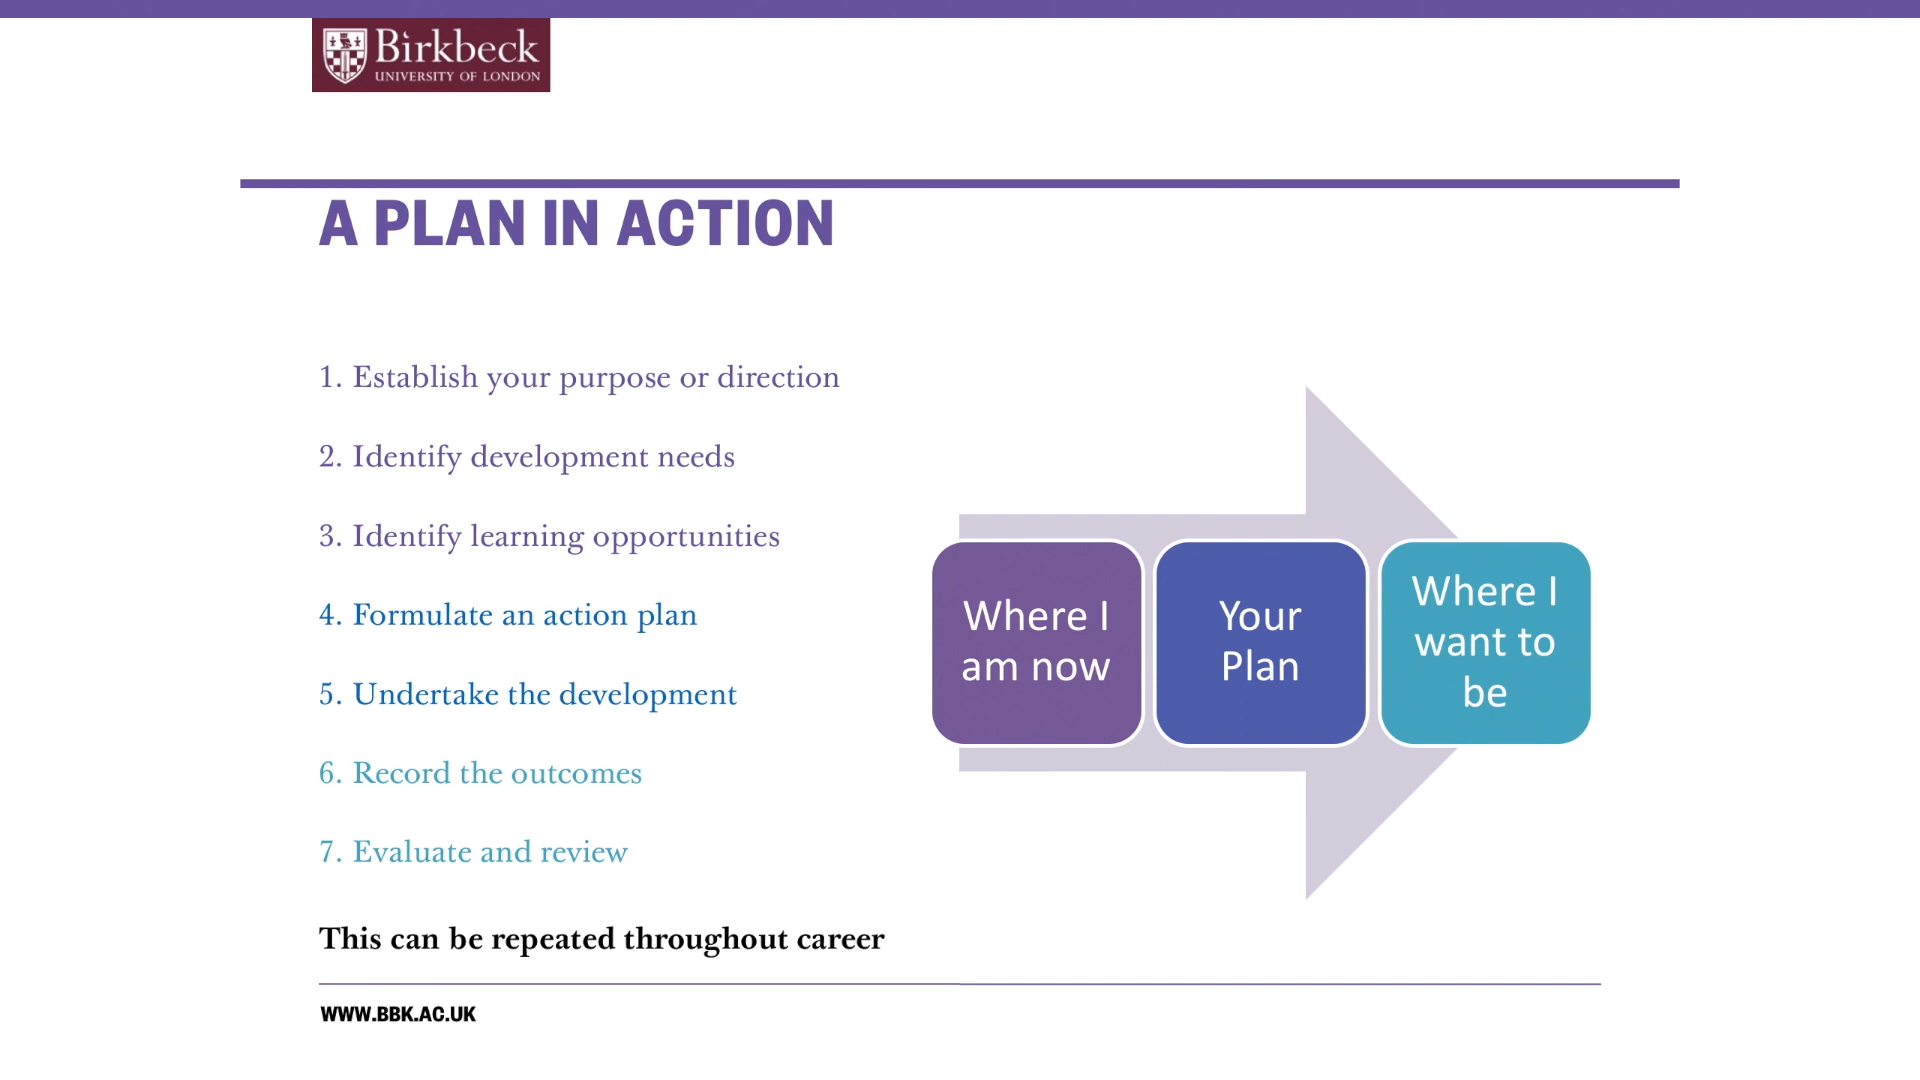 Birkbeck
UNIVERSITY OF LONDON
A PLAN IN ACTION
1. Establish your purpose or direction
2. Identify development needs
3. Identify learning opportunities
4. Formulate an action plan
5. Undertake the development
6. Record the outcomes
7. Evaluate and review
This can be repeated throughout career
Where I
am now
Your
Plan
Where I
want to
be
WWW.BBK.AC.UK